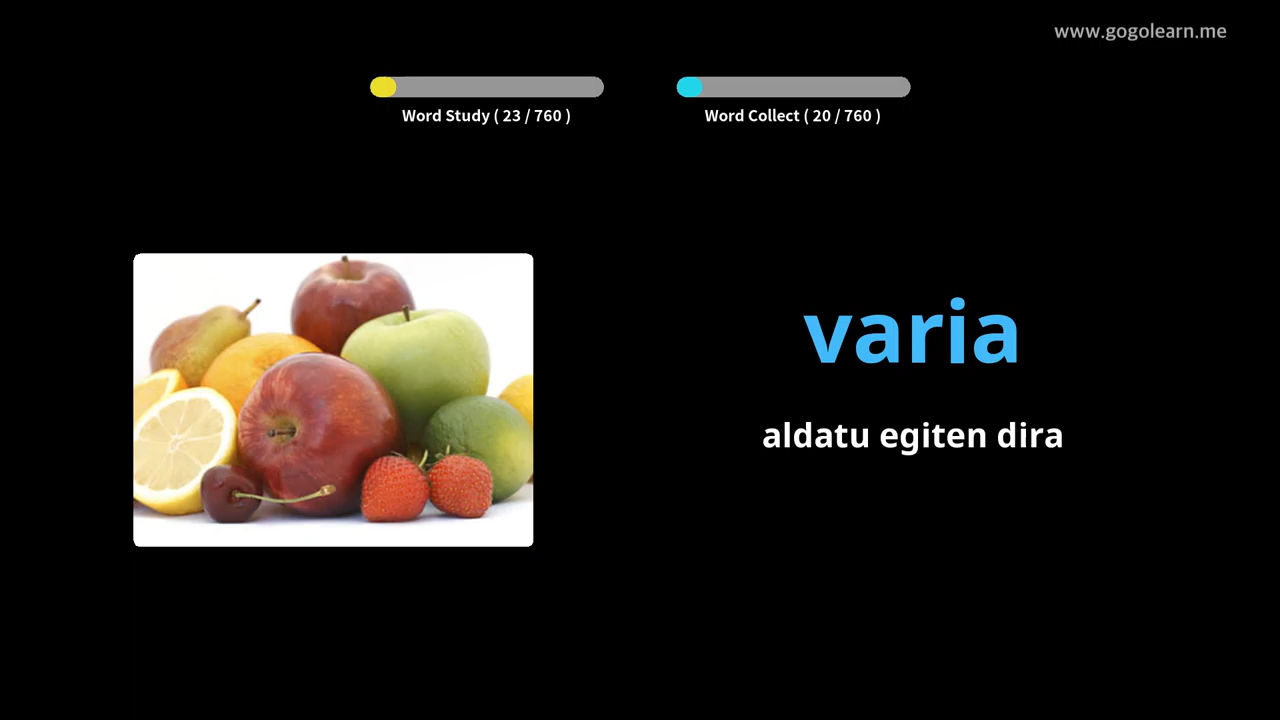 www.gogolearn.me
Word Study ( 23 / 760 )
Word Collect ( 20 / 760 )
varia
aldatu egiten dira